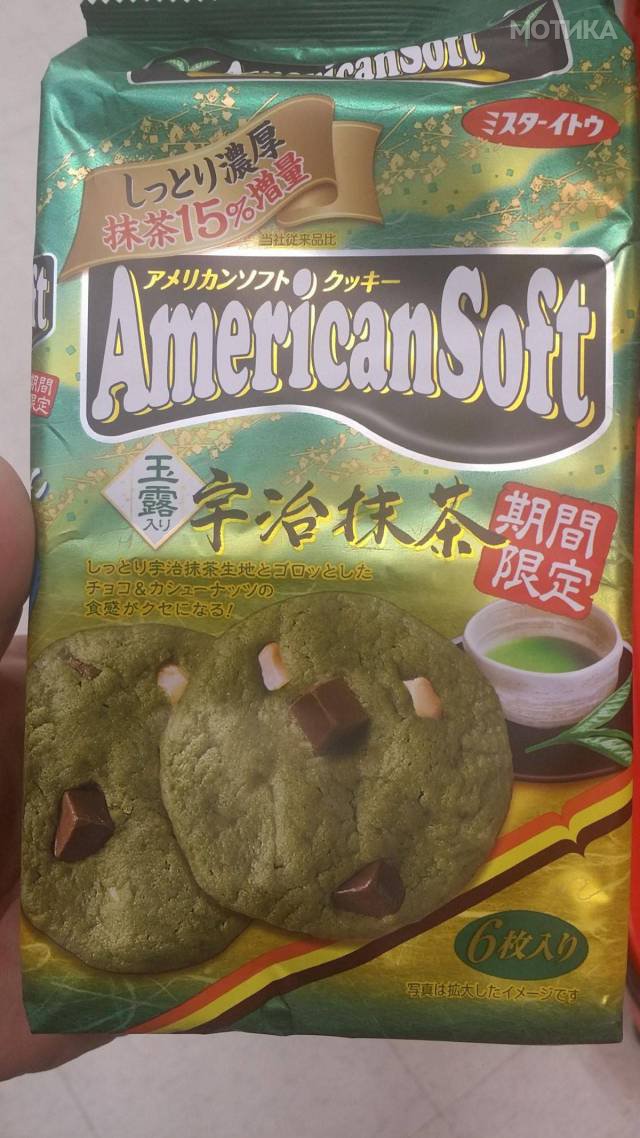 МОТИКА
AmericanSoft
ミスターイトウ
しっとり濃厚
抹茶15%増量
当社従来品比
アメリカンソフト クッキー
AmericanSoft
期間
限定
玉露
入り
宇治抹茶
期間
限定
しっとり宇治抹茶生地とゴロッとした
チョコ&カシューナッツの
食感がクセになる!
6枚入り
写真は拡大したイメージです